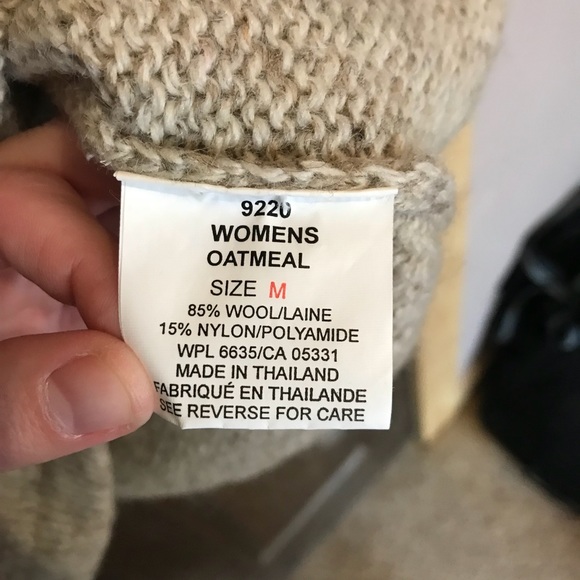 9220
WOMENS
OATMEAL
SIZE M
85% WOOL/LAINE
15% NYLON/POLYAMIDE
WPL 6635/CA 05331
MADE IN THAILAND
FABRIQUÉ EN THAILANDE
SEE REVERSE FOR CARE